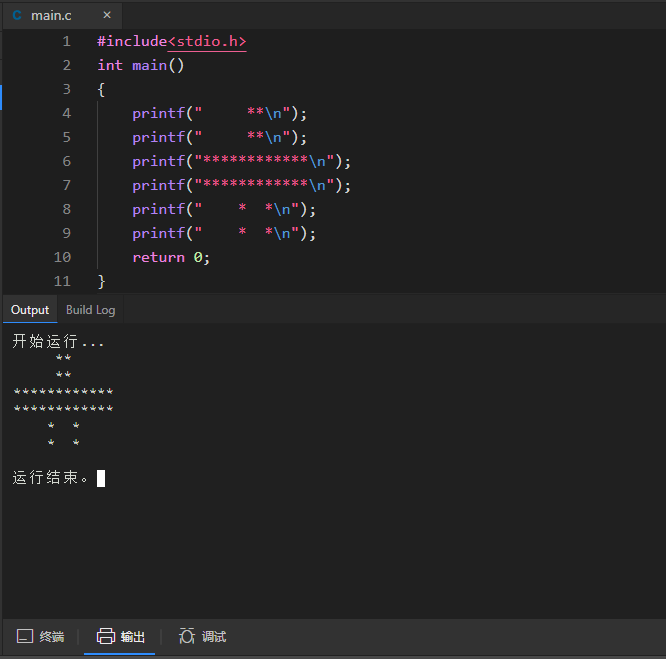 C main.c ×
1 #include<stdio.h>
2 int main()
3 {
4     printf("     **\n");
5     printf("     **\n");
6     printf("************\n");
7     printf("************\n");
8     printf("    *  *\n");
9     printf("    *  *\n");
10     return 0;
11 }
Output Build Log
开始运行...
     **
     **
************
************
    *  *
    *  *
运行结束。
终端 输出 调试